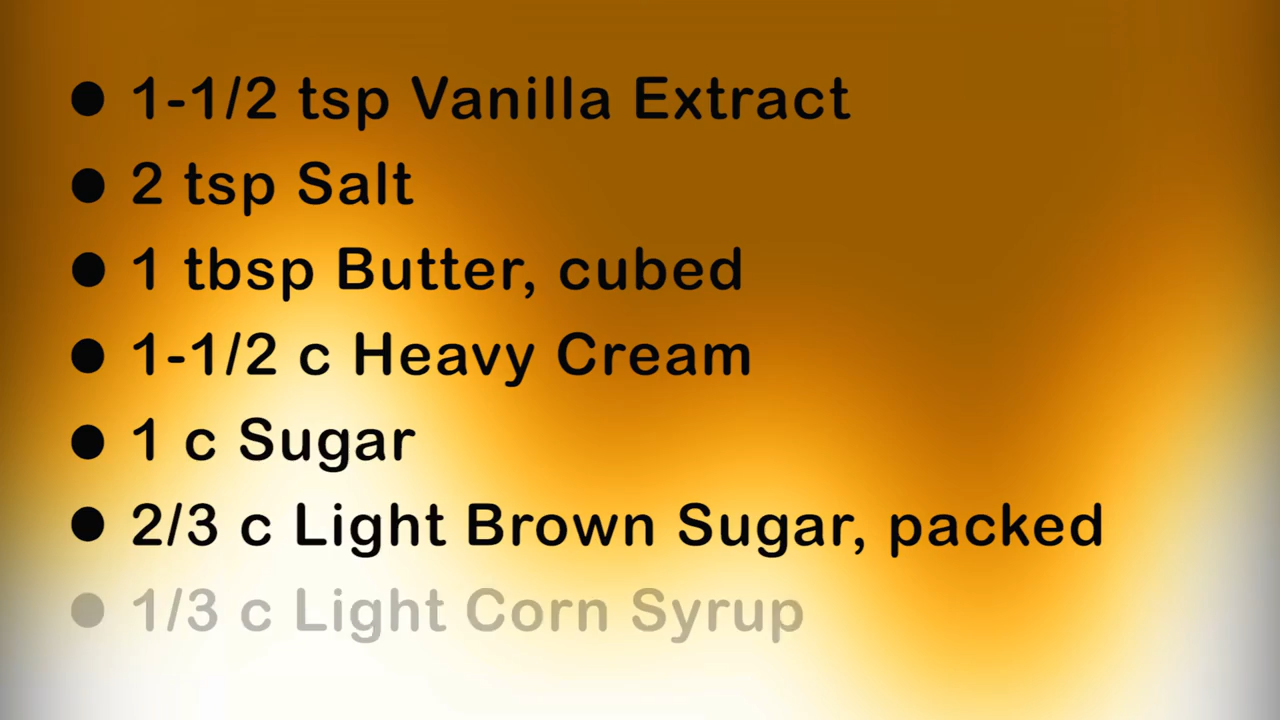 ● 1-1/2 tsp Vanilla Extract
● 2 tsp Salt
● 1 tbsp Butter, cubed
● 1-1/2 c Heavy Cream
● 1 c Sugar
● 2/3 c Light Brown Sugar, packed
● 1/3 c Light Corn Syrup